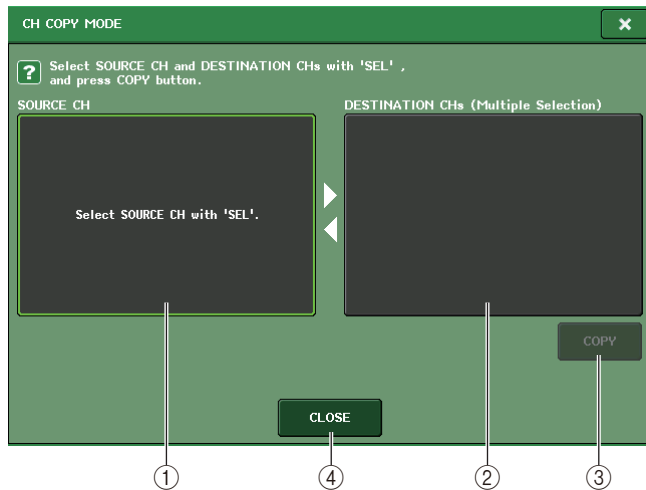 CH COPY MODE
×
? Select SOURCE CH and DESTINATION CHs with 'SEL' ,
and press COPY button.
SOURCE CH
DESTINATION CHs (Multiple Selection)
Select SOURCE CH with 'SEL'.
COPY
CLOSE
① ④ ② ③